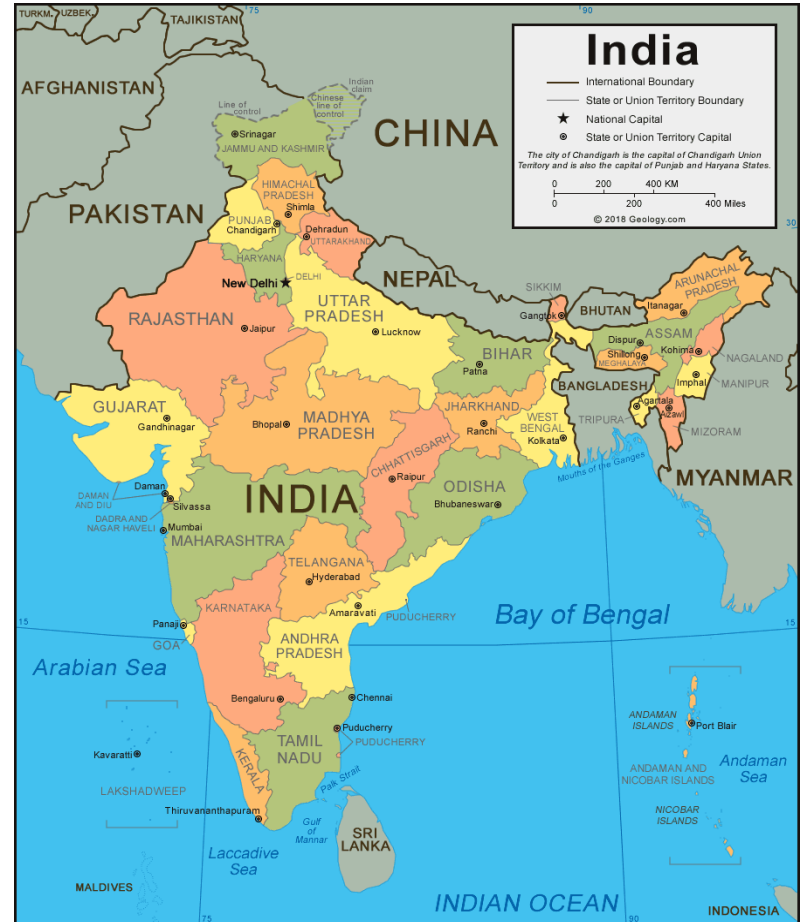 TURKM.
UZBEK.
TAJIKISTAN
75
90
AFGHANISTAN
Indian
claim
Chinese
line of
control
Line of
control
CHINA
India
International Boundary
State or Union Territory Boundary
National Capital
State or Union Territory Capital
The city of Chandigarh is the capital of Chandigarh Union
Territory and is also the capital of Punjab and Haryana States.
0 200 400 KM
0 200 400 Miles
© 2018 Geology.com
30
Srinagar
JAMMU AND KASHMIR
PAKISTAN
HIMACHAL
PRADESH
Shimla
PUNJAB
Chandigarh
Dehradun
UTTARAKHAND
HARYANA
New Delhi
DELHI
NEPAL
SIKKIM
Gangtok
BHUTAN
ARUNACHAL
PRADESH
Itanagar
RAJASTHAN
Jaipur
UTTAR
PRADESH
Lucknow
BIHAR
Patna
Dispur
ASSAM
Shillong
MEGHALAYA
Kohima
NAGALAND
Imphal
MANIPUR
BANGLADESH
GUJARAT
Gandhinagar
Bhopal
MADHYA
PRADESH
JHARKHAND
Ranchi
WEST
BENGAL
Kolkata
TRIPURA
Agartala
Aizawl
MIZORAM
CHHATTISGARH
Raipur
Mouths of the Ganges
MYANMAR
Daman
DAMAN
AND DIU
Silvassa
DADRA AND
NAGAR HAVELI
Mumbai
INDIA
ODISHA
Bhubaneswar
MAHARASHTRA
TELANGANA
Hyderabad
KARNATAKA
Amaravati
PUDUCHERRY
Bay of Bengal
15
15
Panaji
GOA
ANDHRA
PRADESH
Arabian Sea
Bengaluru
Chennai
ANDAMAN
ISLANDS
Port Blair
Puducherry
PUDUCHERRY
TAMIL
NADU
KERALA
Kavaratti
LAKSHADWEEP
Andaman
Sea
ANDAMAN AND
NICOBAR ISLANDS
NICOBAR
ISLANDS
Palk Strait
Thiruvananthapuram
Gulf
of
Mannar
SRI
LANKA
Laccadive
Sea
MALDIVES
INDIAN OCEAN
INDONESIA
75
90